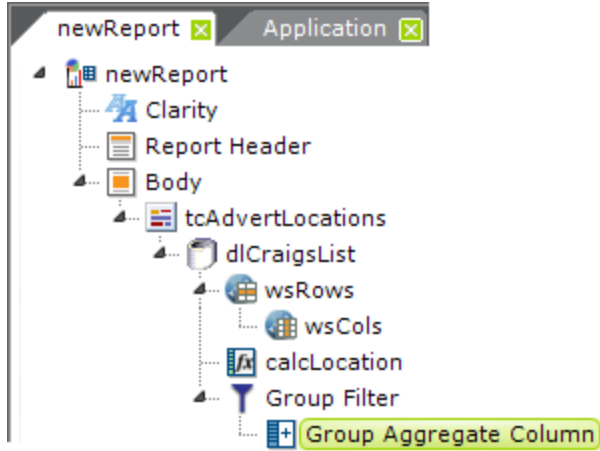 newReport Application
newReport
Clarity
Report Header
Body
tcAdvertLocations
dlCraigsList
wsRows
wsCols
calcLocation
Group Filter
Group Aggregate Column